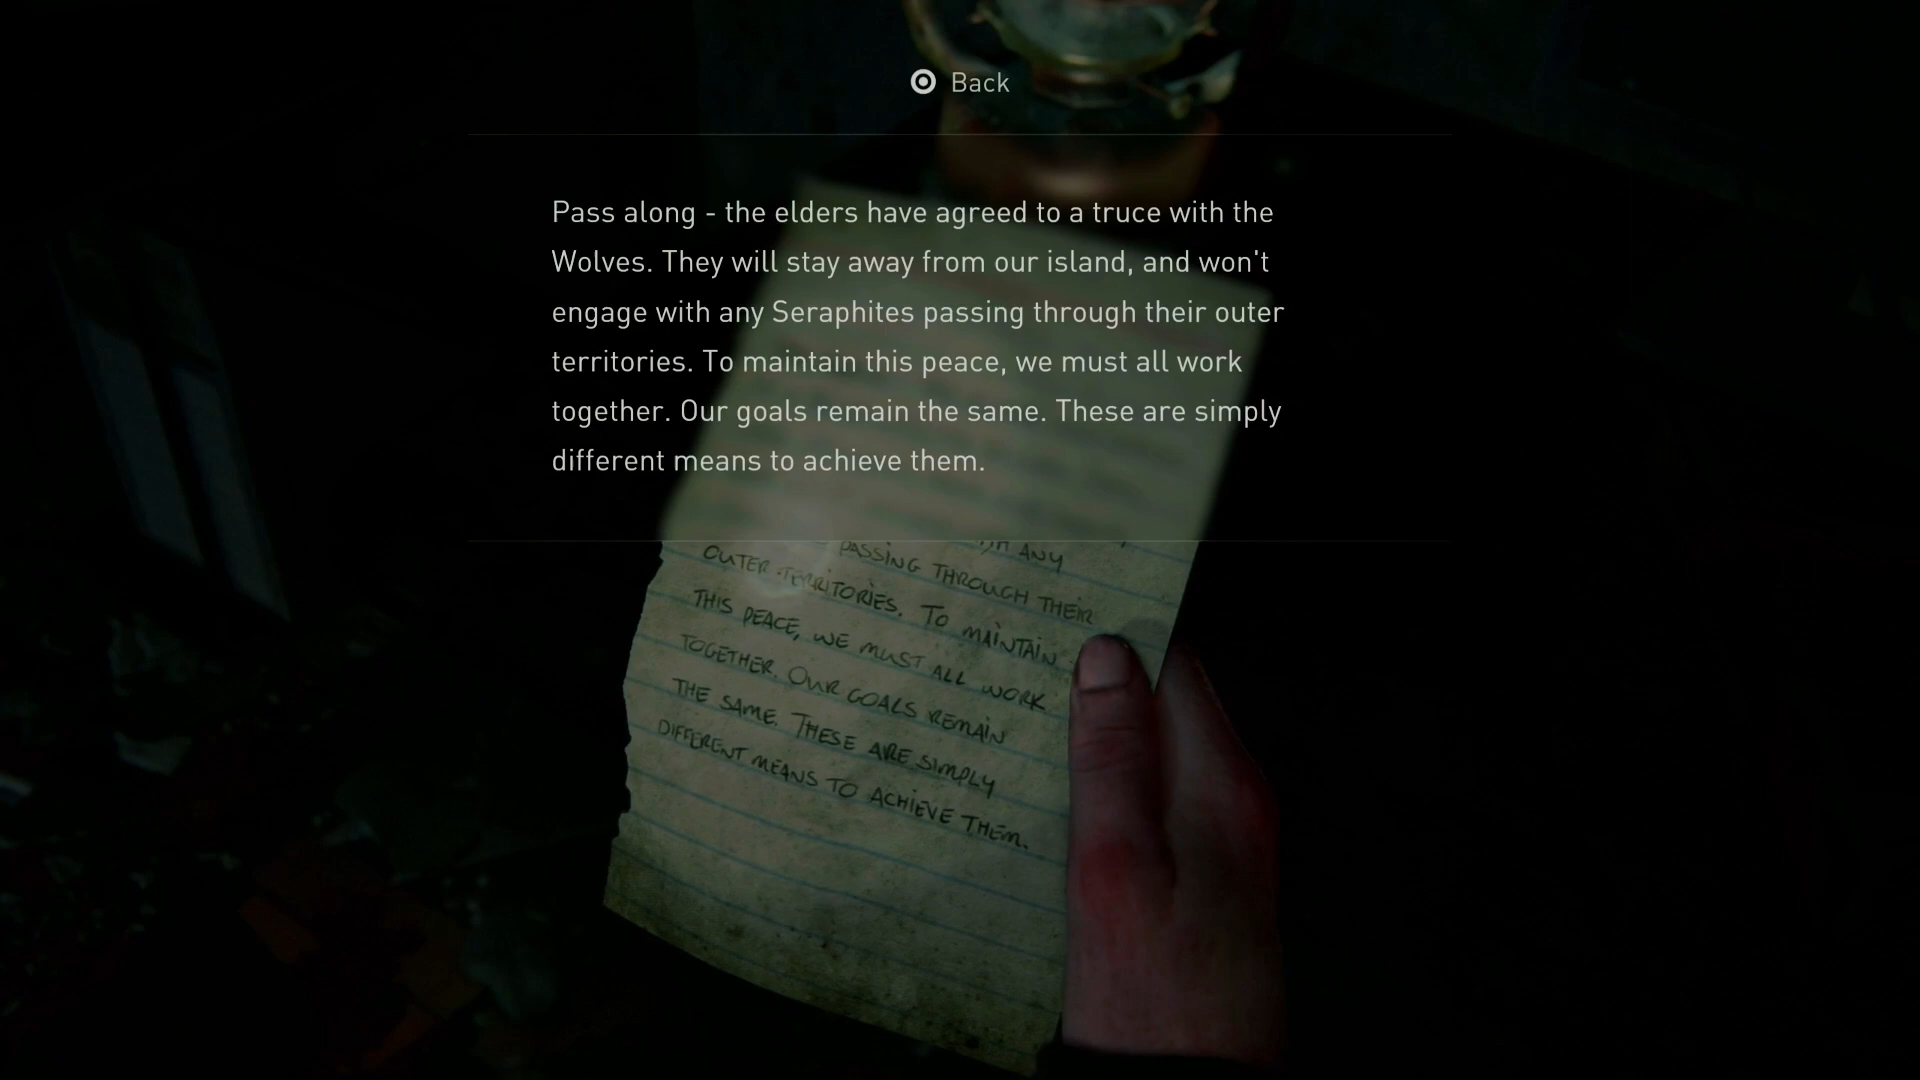 Back
Pass along - the elders have agreed to a truce with the
Wolves. They will stay away from our island, and won't
engage with any Seraphites passing through their outer
territories. To maintain this peace, we must all work
together. Our goals remain the same. These are simply
different means to achieve them.
ANY
PASSING THROUGH THEIR
OUTER TERRITORIES. TO MAINTAIN
THIS PEACE, WE MUST ALL WORK
TOGETHER. OUR GOALS REMAIN
THE SAME. THESE ARE SIMPLY
DIFFERENT MEANS TO ACHIEVE THEM.